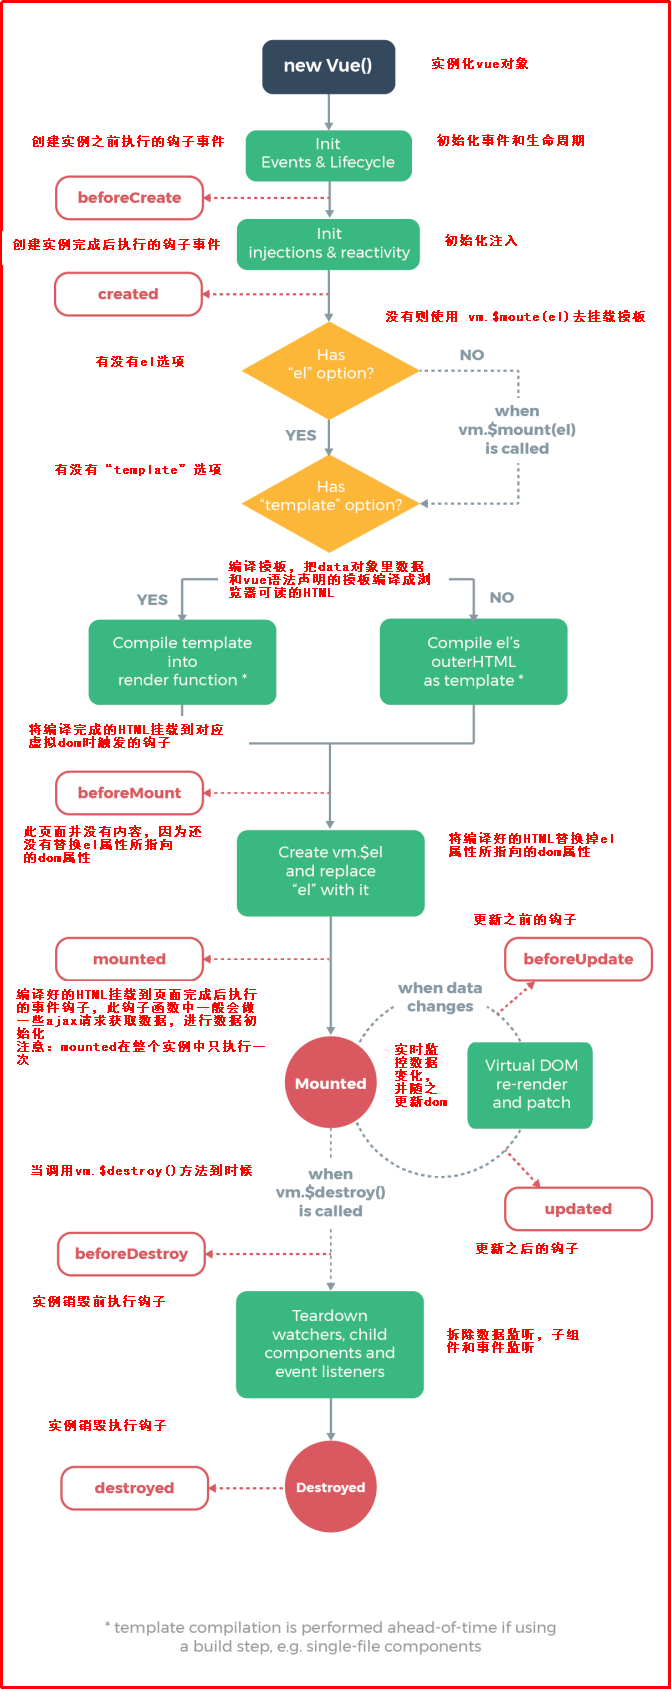 new Vue()
实例化vue对象
创建实例之前执行的钩子事件
Init
Events & Lifecycle
初始化事件和生命周期
beforeCreate
创建实例完成后执行的钩子事件
Init
injections & reactivity
初始化注入
created
没有则使用 vm.$moute(el)去挂载摸板
有没有el选项
Has
“el” option?
NO
when
vm.$mount(el)
is called
YES
有没有“template”选项
Has
“template” option?
编译摸板，把data对象里数据
和vue语法声明的摸板编译成浏
览器可读的HTML
YES
NO
Compile template
into
render function *
Compile el’s
outerHTML
as template *
将编译完成的HTML挂载到对应
虚拟dom时触发的钩子
beforeMount
此页面并没有内容，因为还
没有替换el属性所指向
的dom属性
Create vm.$el
and replace
“el” with it
将编译好的HTML替换掉el
属性所指向的dom属性
更新之前的钩子
mounted
beforeUpdate
编译好的HTML挂载到页面完成后执行
的事件钩子，此钩子函数中一般会做
一些ajax请求获取数据，进行数据初
始化
注意：mounted在整个实例中只执行一
次
when data
changes
Mounted
实时监
控数据
变化，
并随之
更新dom
Virtual DOM
re-render
and patch
当调用vm.$destroy()方法到时候
when
vm.$destroy()
is called
updated
更新之后的钩子
beforeDestroy
实例销毁前执行钩子
Teardown
watchers, child
components and
event listeners
拆除数据监听，子组
件和事件监听
实例销毁执行钩子
destroyed
Destroyed
* template compilation is performed ahead-of-time if using
a build step, e.g. single-file components